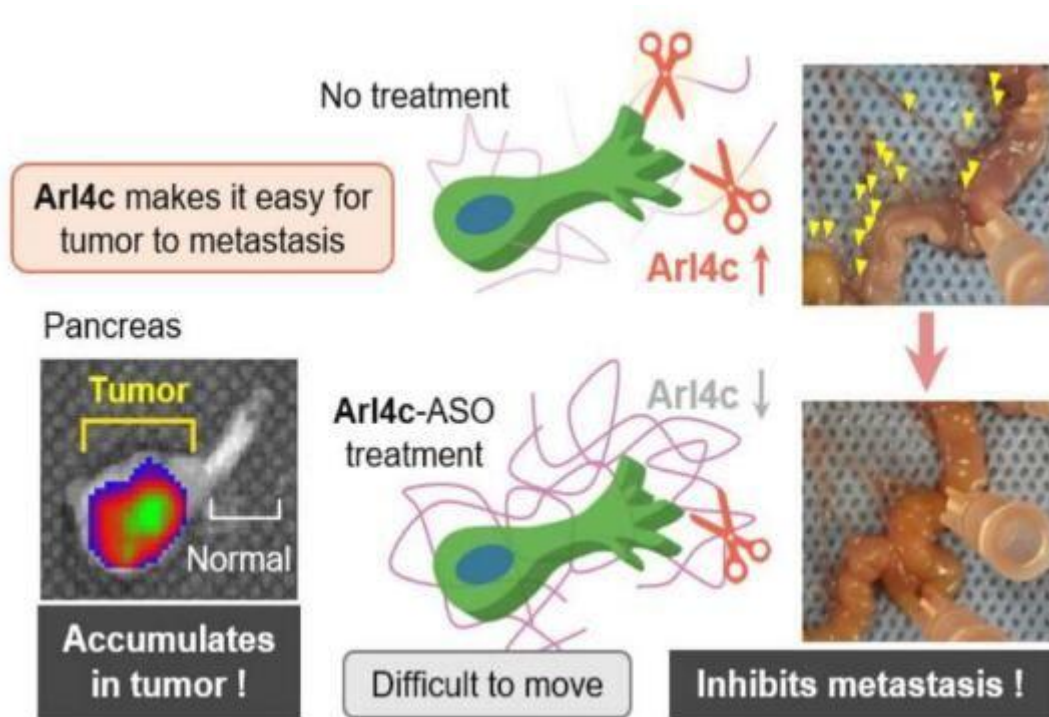 No treatment
Arl4c makes it easy for
tumor to metastasis
Arl4c ↑
Pancreas
Tumor
Normal
Accumulates
in tumor !
Arl4c ↓
Arl4c-ASO
treatment
Difficult to move
Inhibits metastasis !